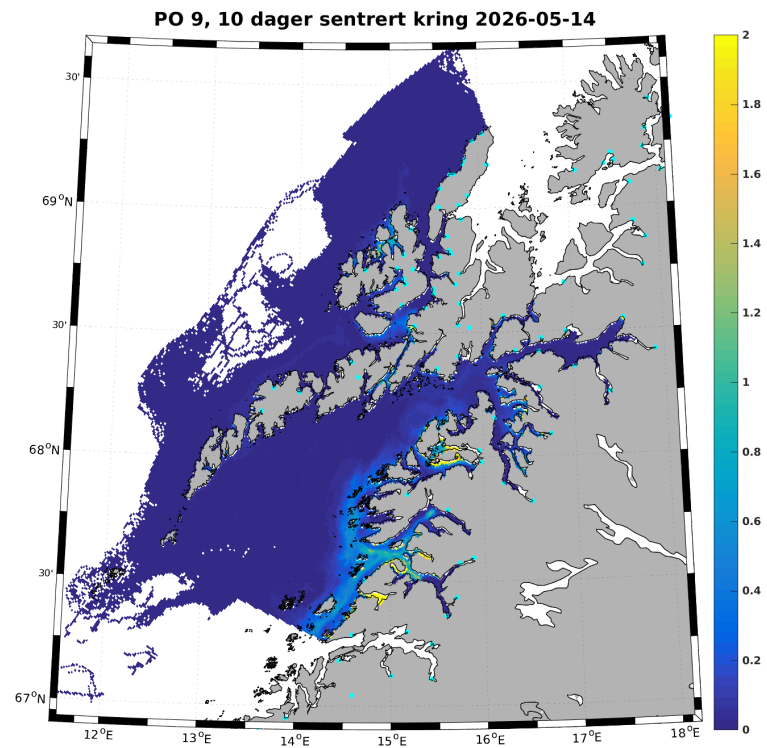 PO 9, 10 dager sentrert kring 2026-05-14
30'
69°N
30'
68°N
30'
67°N
12°E
13°E
14°E
15°E
16°E
17°E
18°E
2
1.8
1.6
1.4
1.2
1
0.8
0.6
0.4
0.2
0